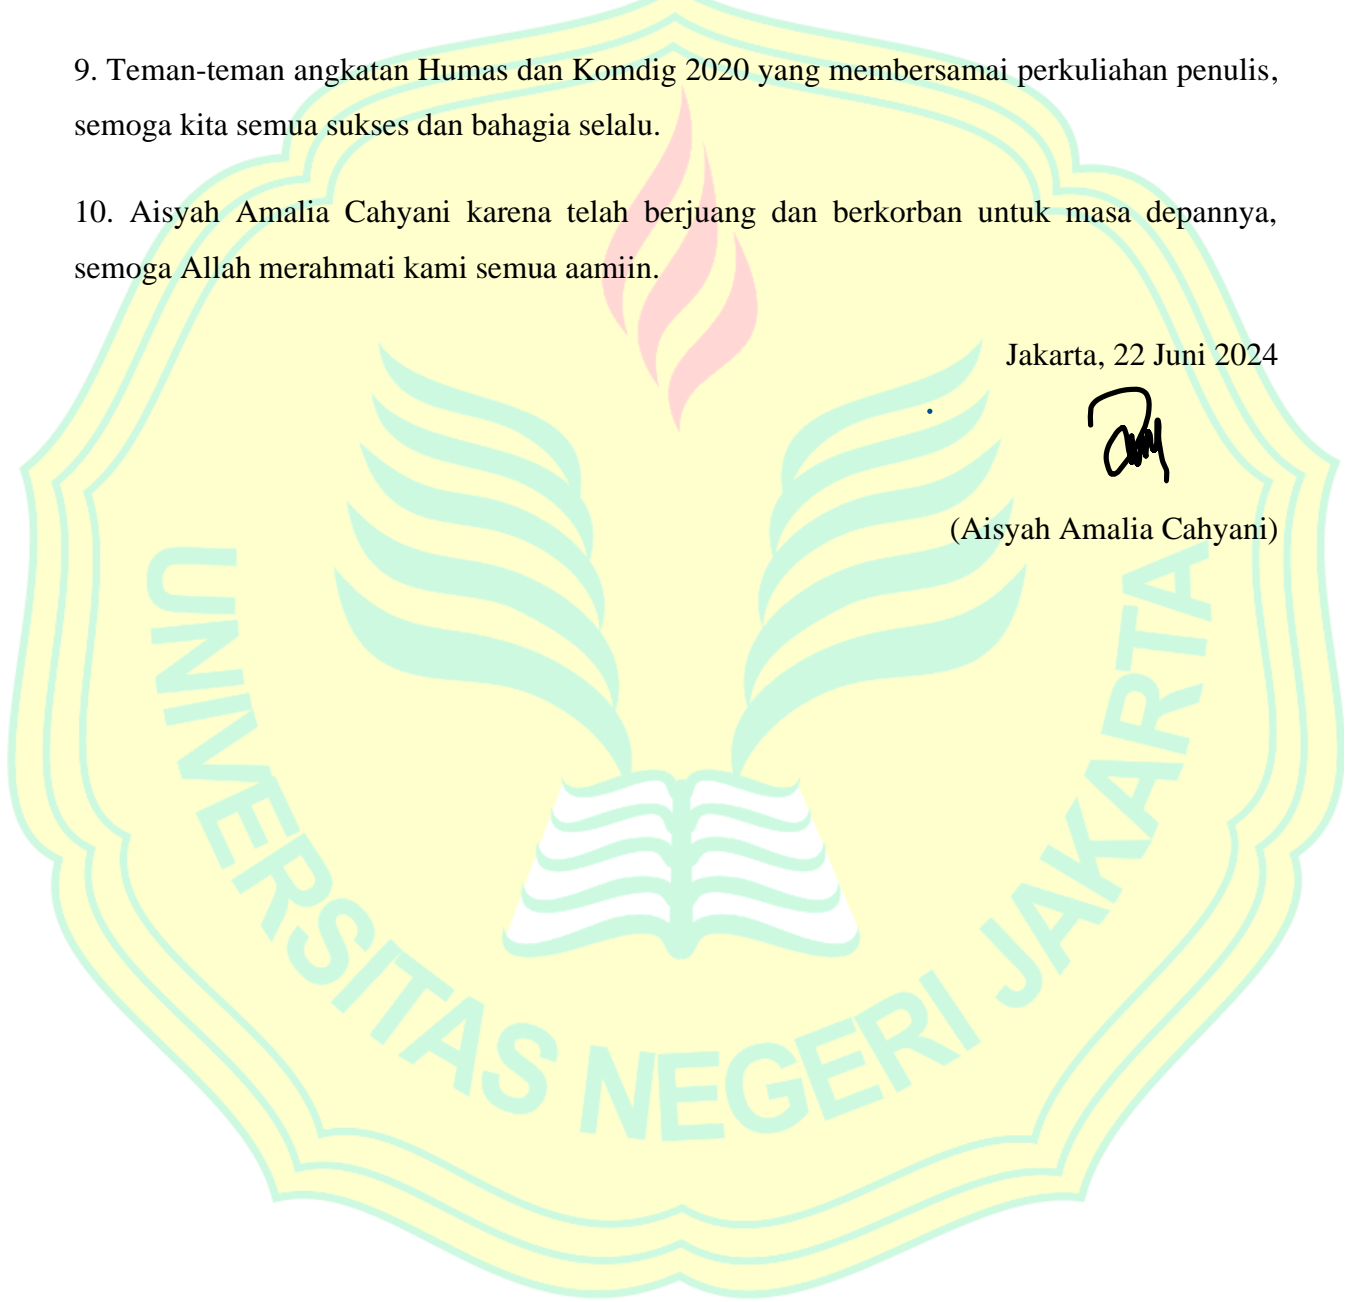 9. Teman-teman angkatan Humas dan Komdig 2020 yang membersamai perkuliahan penulis,
semoga kita semua sukses dan bahagia selalu.
10. Aisyah Amalia Cahyani karena telah berjuang dan berkorban untuk masa depannya,
semoga Allah merahmati kami semua aamiin.
Jakarta, 22 Juni 2024
(Aisyah Amalia Cahyani)
UNIVERSITAS NEGERI JAKARTA